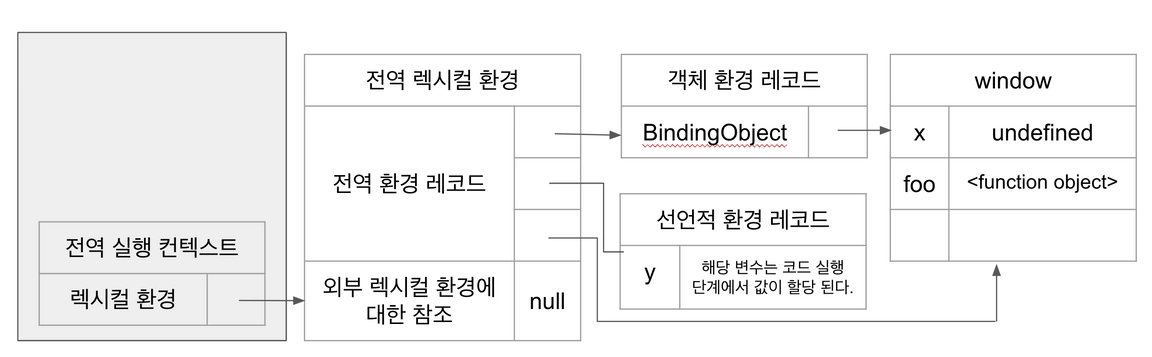 전역 실행 컨텍스트
렉시컬 환경
전역 렉시컬 환경
전역 환경 레코드
외부 렉시컬 환경에
대한 참조
null
객체 환경 레코드
BindingObject
선언적 환경 레코드
y
해당 변수는 코드 실행
단계에서 값이 할당 된다.
window
x undefined
foo <function object>